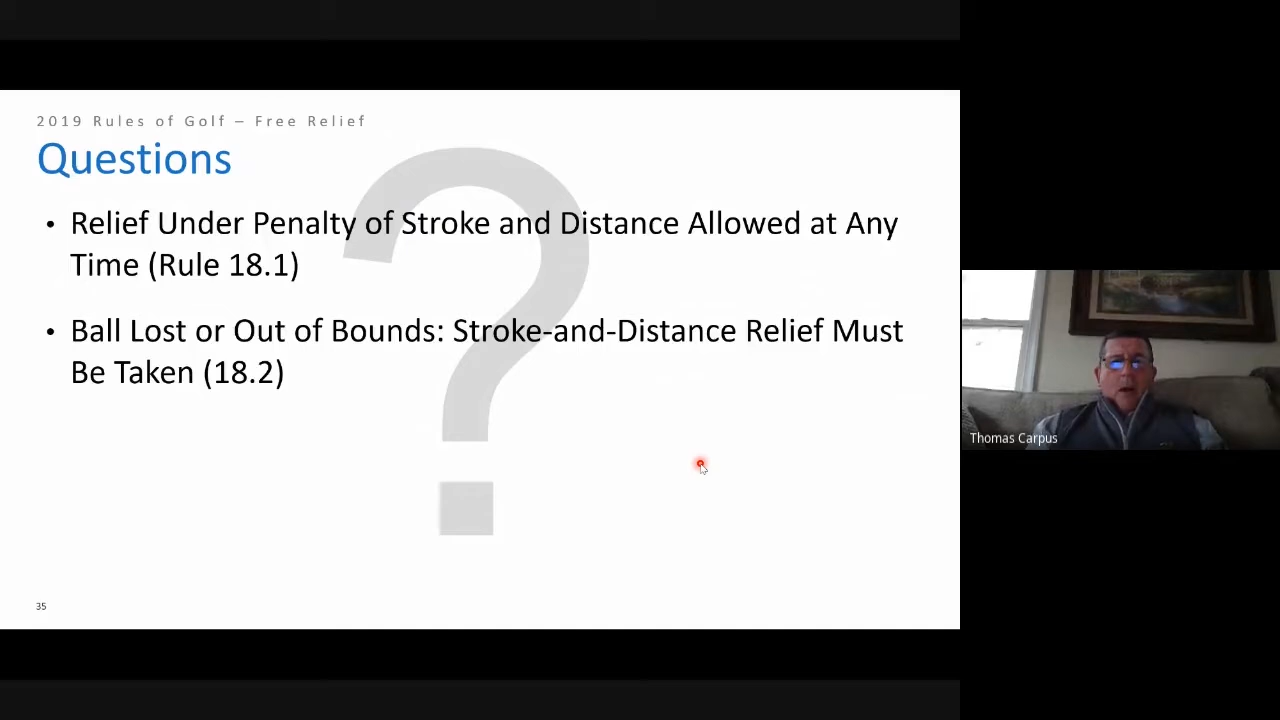 2019 Rules of Golf – Free Relief
Questions
• Relief Under Penalty of Stroke and Distance Allowed at Any
Time (Rule 18.1)
• Ball Lost or Out of Bounds: Stroke-and-Distance Relief Must
Be Taken (18.2)
35
Thomas Carpus